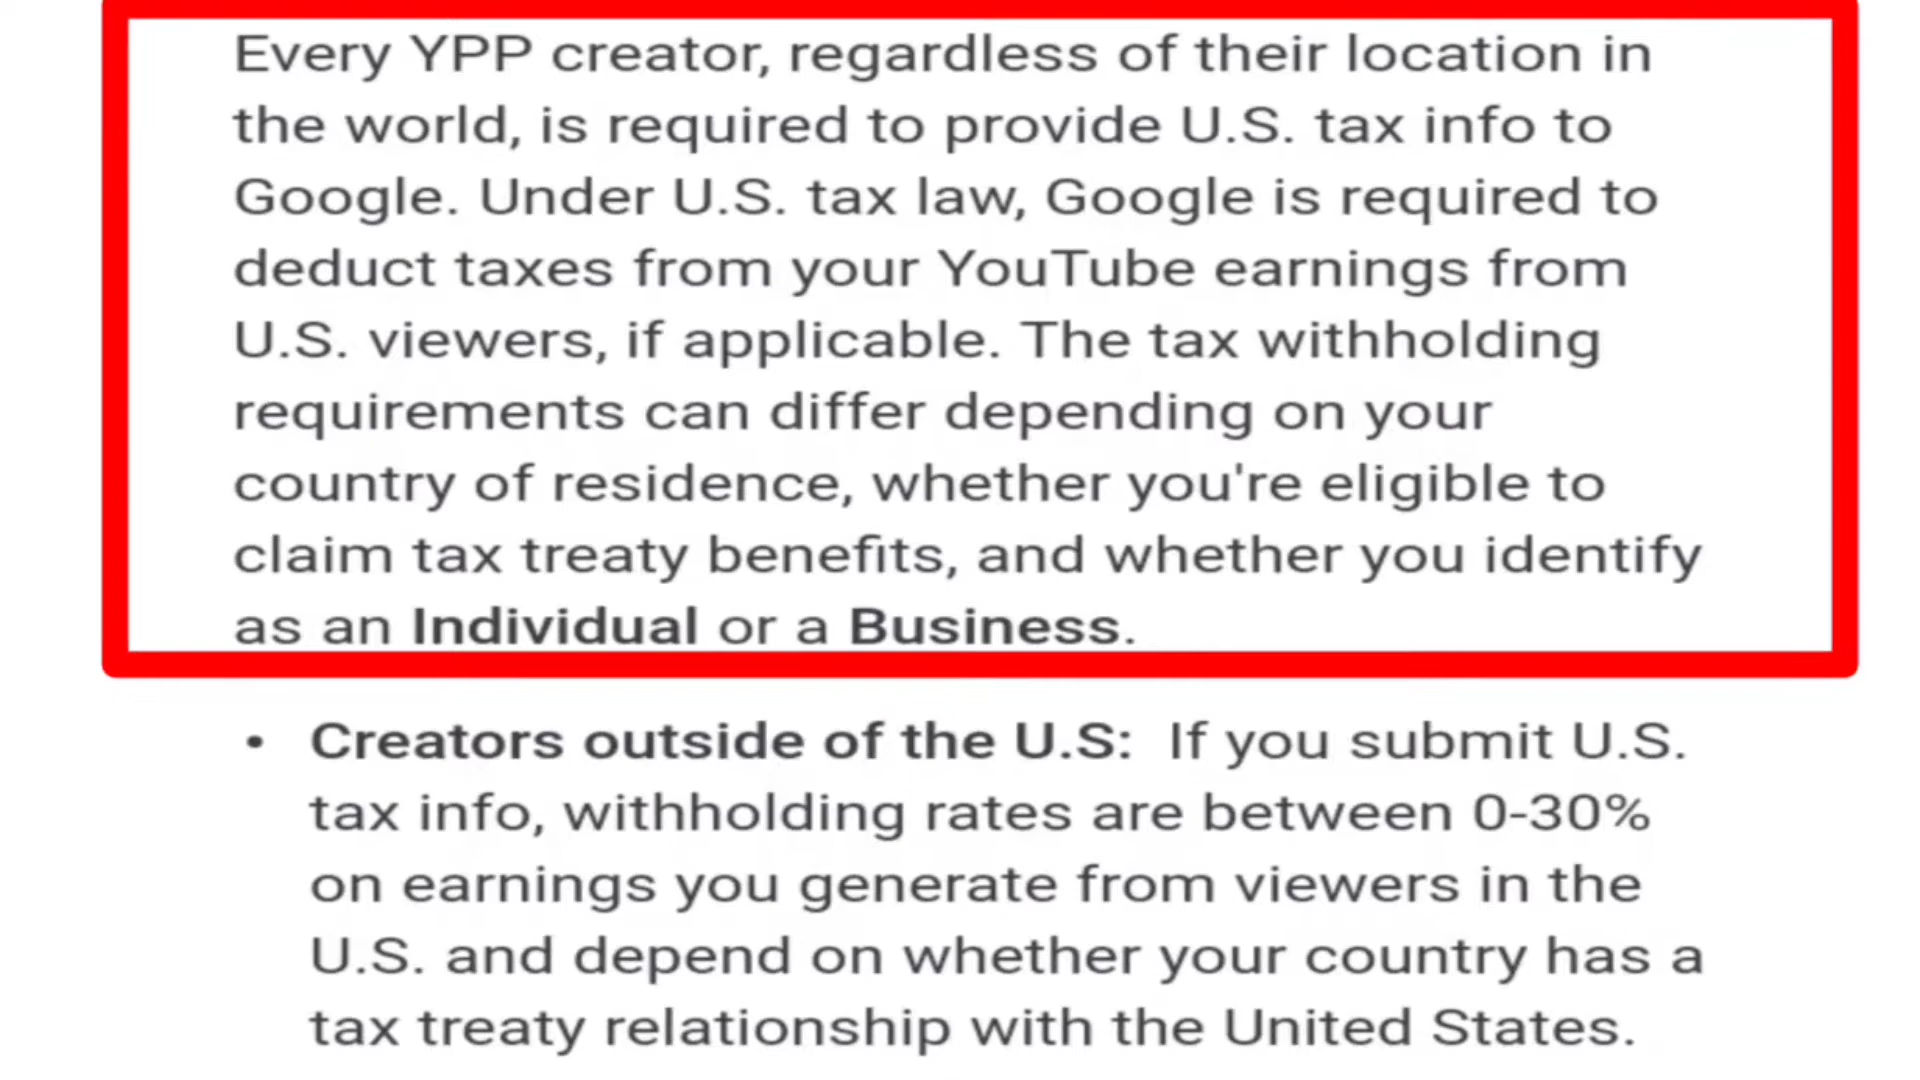 Every YPP creator, regardless of their location in
the world, is required to provide U.S. tax info to
Google. Under U.S. tax law, Google is required to
deduct taxes from your YouTube earnings from
U.S. viewers, if applicable. The tax withholding
requirements can differ depending on your
country of residence, whether you're eligible to
claim tax treaty benefits, and whether you identify
as an Individual or a Business.
• Creators outside of the U.S: If you submit U.S.
tax info, withholding rates are between 0-30%
on earnings you generate from viewers in the
U.S. and depend on whether your country has a
tax treaty relationship with the United States.